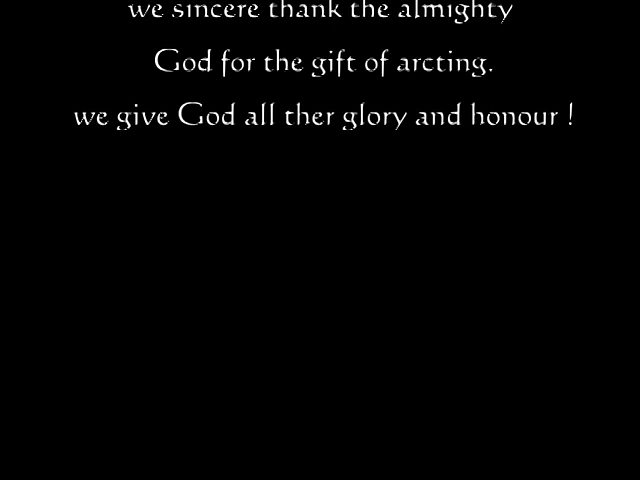 we sincere thank the almighty
God for the gift of arcting.
we give God all ther glory and honour !